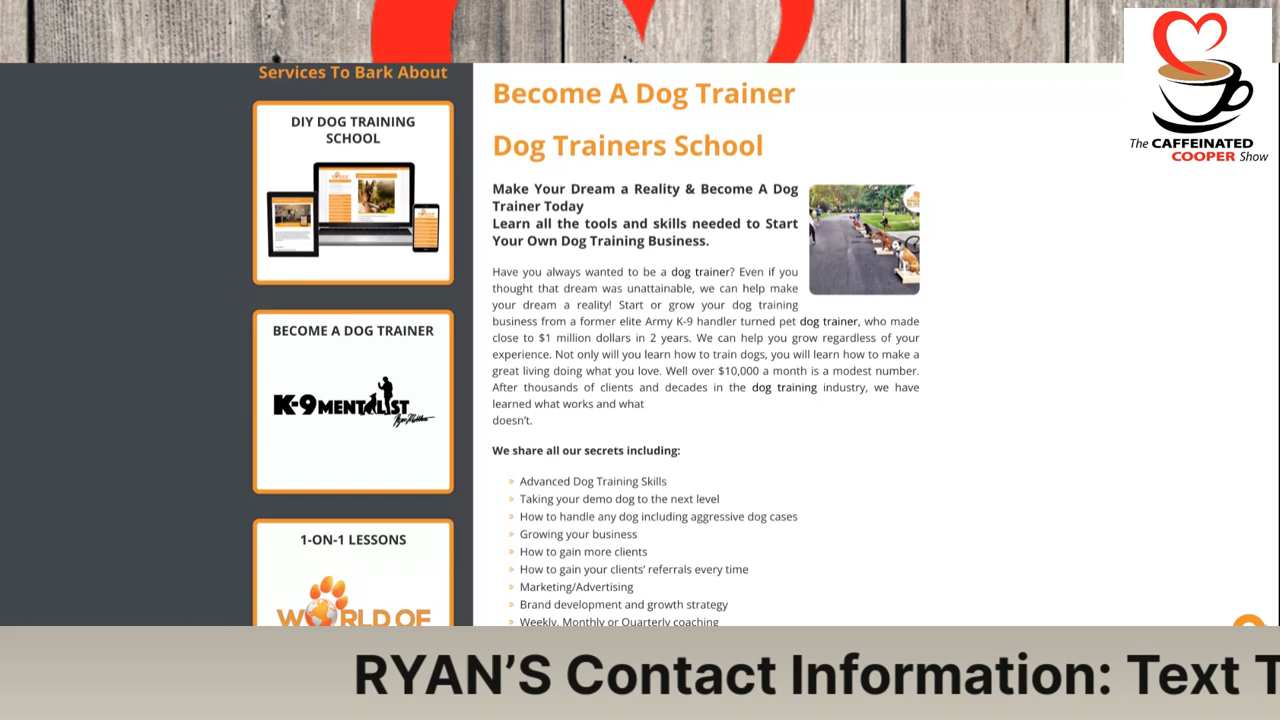 The CAFFEINATED
COOPER Show
Services To Bark About
DIY DOG TRAINING
SCHOOL
BECOME A DOG TRAINER
K-9 MENTALIST
1-ON-1 LESSONS
WORLD OF
Become A Dog Trainer
Dog Trainers School
Make Your Dream a Reality & Become A Dog
Trainer Today
Learn all the tools and skills needed to Start
Your Own Dog Training Business.
Have you always wanted to be a dog trainer? Even if you
thought that dream was unattainable, we can help make
your dream a reality! Start or grow your dog training
business from a former elite Army K-9 handler turned pet dog trainer, who made
close to $1 million dollars in 2 years. We can help you grow regardless of your
experience. Not only will you learn how to train dogs, you will learn how to make a
great living doing what you love. Well over $10,000 a month is a modest number.
After thousands of clients and decades in the dog training industry, we have
learned what works and what
doesn't.
We share all our secrets including:
» Advanced Dog Training Skills
» Taking your demo dog to the next level
» How to handle any dog including aggressive dog cases
» Growing your business
» How to gain more clients
» How to gain your clients' referrals every time
» Marketing/Advertising
» Brand development and growth strategy
» Weekly, Monthly or Quarterly coaching
RYAN'S Contact Information: Text T